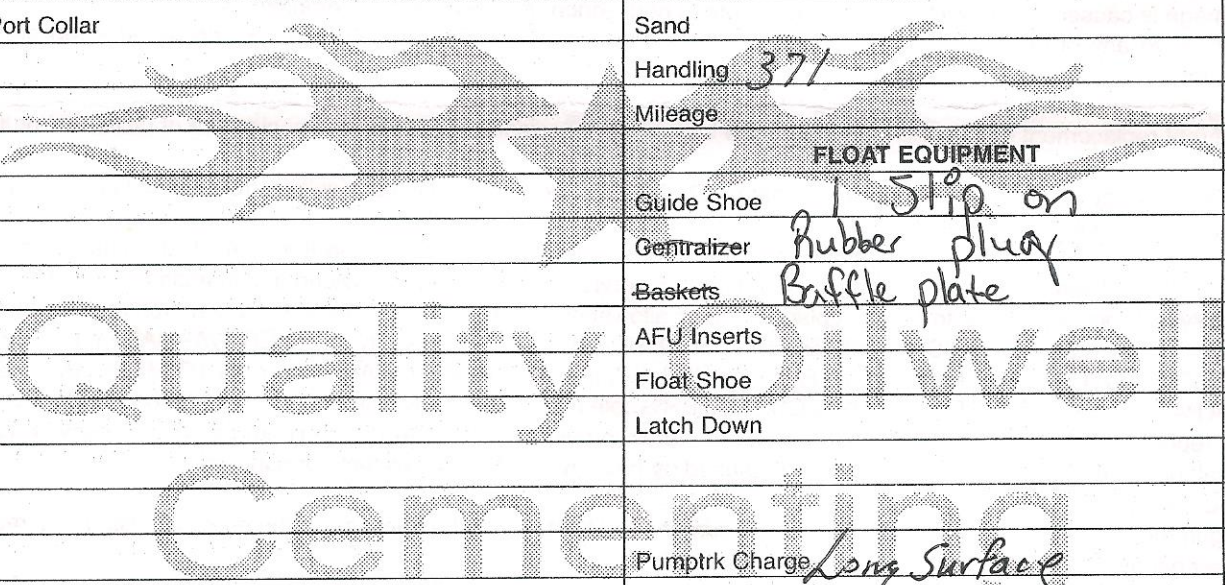 Port Collar
Sand
Handling 371
Mileage
FLOAT EQUIPMENT
Guide Shoe 1 Slip on
Centralizer Rubber plug
Baskets Baffle plate
AFU Inserts
Float Shoe
Latch Down
Pumptrk Charge Long Surface
Quality Oilwell
Cementing